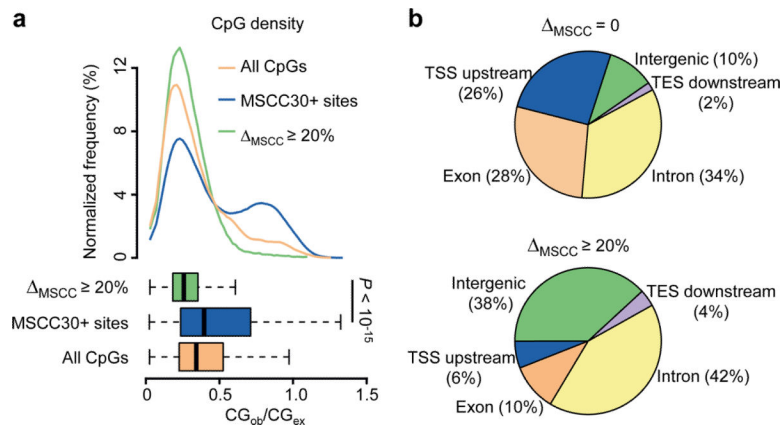 a
CpG density
Normalized frequency (%)
12
8
4
0
All CpGs
MSCC30+ sites
ΔMSCC ≥ 20%
ΔMSCC ≥ 20%
MSCC30+ sites
All CpGs
P < 10⁻¹⁵
0 0.5 1.0 1.5
CGob/CGex
b
ΔMSCC = 0
TSS upstream
(26%)
Intergenic (10%)
TES downstream
(2%)
Exon (28%)
Intron (34%)
ΔMSCC ≥ 20%
Intergenic
(38%)
TES downstream
(4%)
TSS upstream
(6%)
Exon (10%)
Intron (42%)